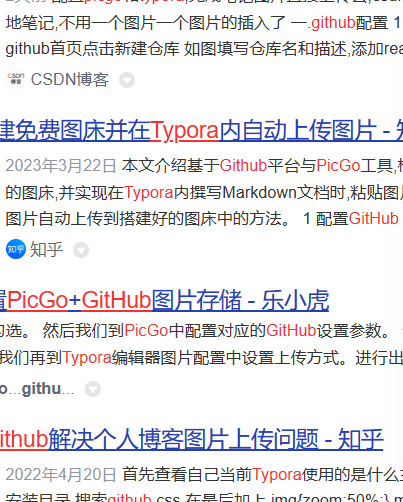 地笔记,不用一个图片一个图片的插入了 一.github配置 1
github首页点击新建仓库 如图填写仓库名和描述,添加rea
CSDN博客
建免费图床并在Typora内自动上传图片 - 知
2023年3月22日 本文介绍基于Github平台与PicGo工具,
的图床,并实现在Typora内撰写Markdown文档时,粘贴图片
图片自动上传到搭建好的图床中的方法。 1 配置GitHub
知乎 知乎
置PicGo+GitHub图片存储 - 乐小虎
勾选。 然后我们到PicGo中配置对应的GitHub设置参数。
我们再到Typora编辑器图片配置中设置上传方式。进行出
o...githu...
ithub解决个人博客图片上传问题 - 知乎
2022年4月20日 首先查看自己当前Typora使用的是什么主
安装目录,搜索github.css,在最后加上.img{zoom:50%;}